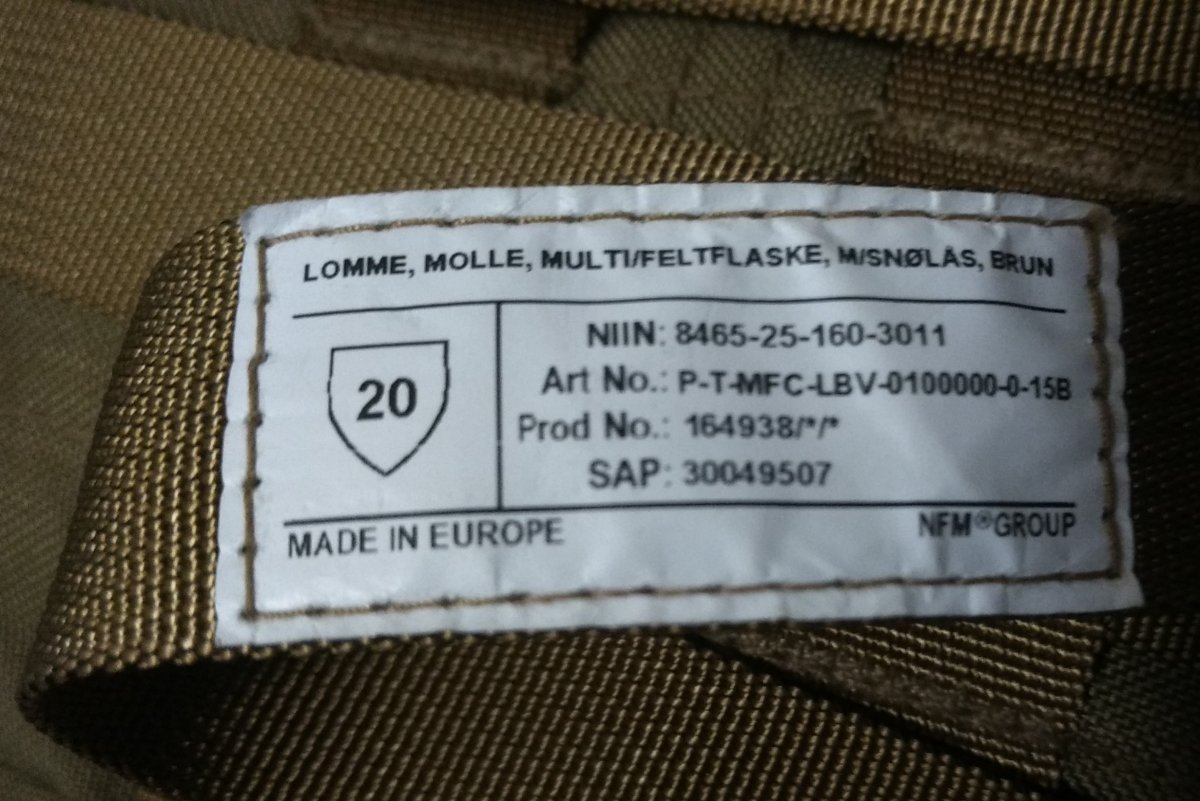 LOMME, MOLLE, MULTI/FELTFLASKE, M/SNØLÅS, BRUN
20
NIIN: 8465-25-160-3011
Art No.: P-T-MFC-LBV-0100000-0-15B
Prod No.: 164938/*/*
SAP: 30049507
MADE IN EUROPE
NFM®GROUP